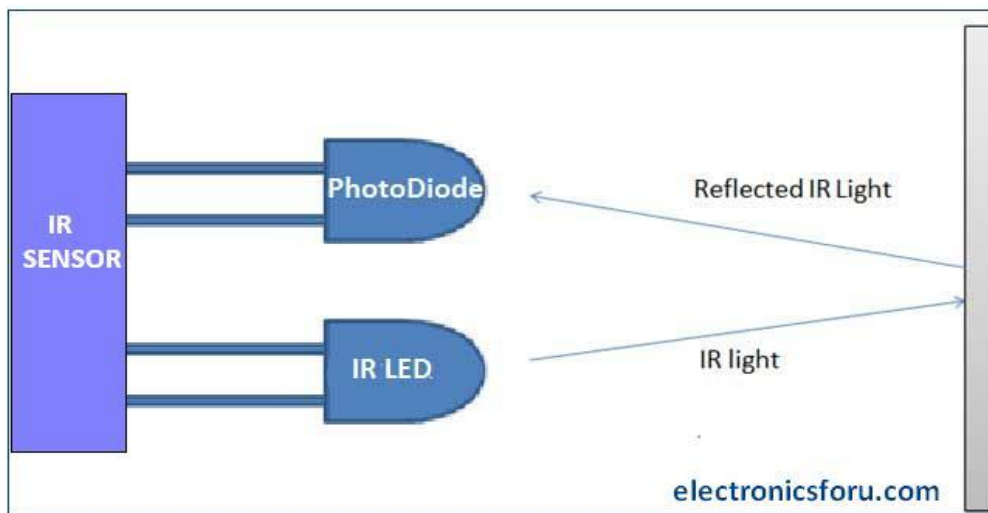 PhotoDiode
Reflected IR Light
IR
SENSOR
IR LED
IR light
electronicsforu.com